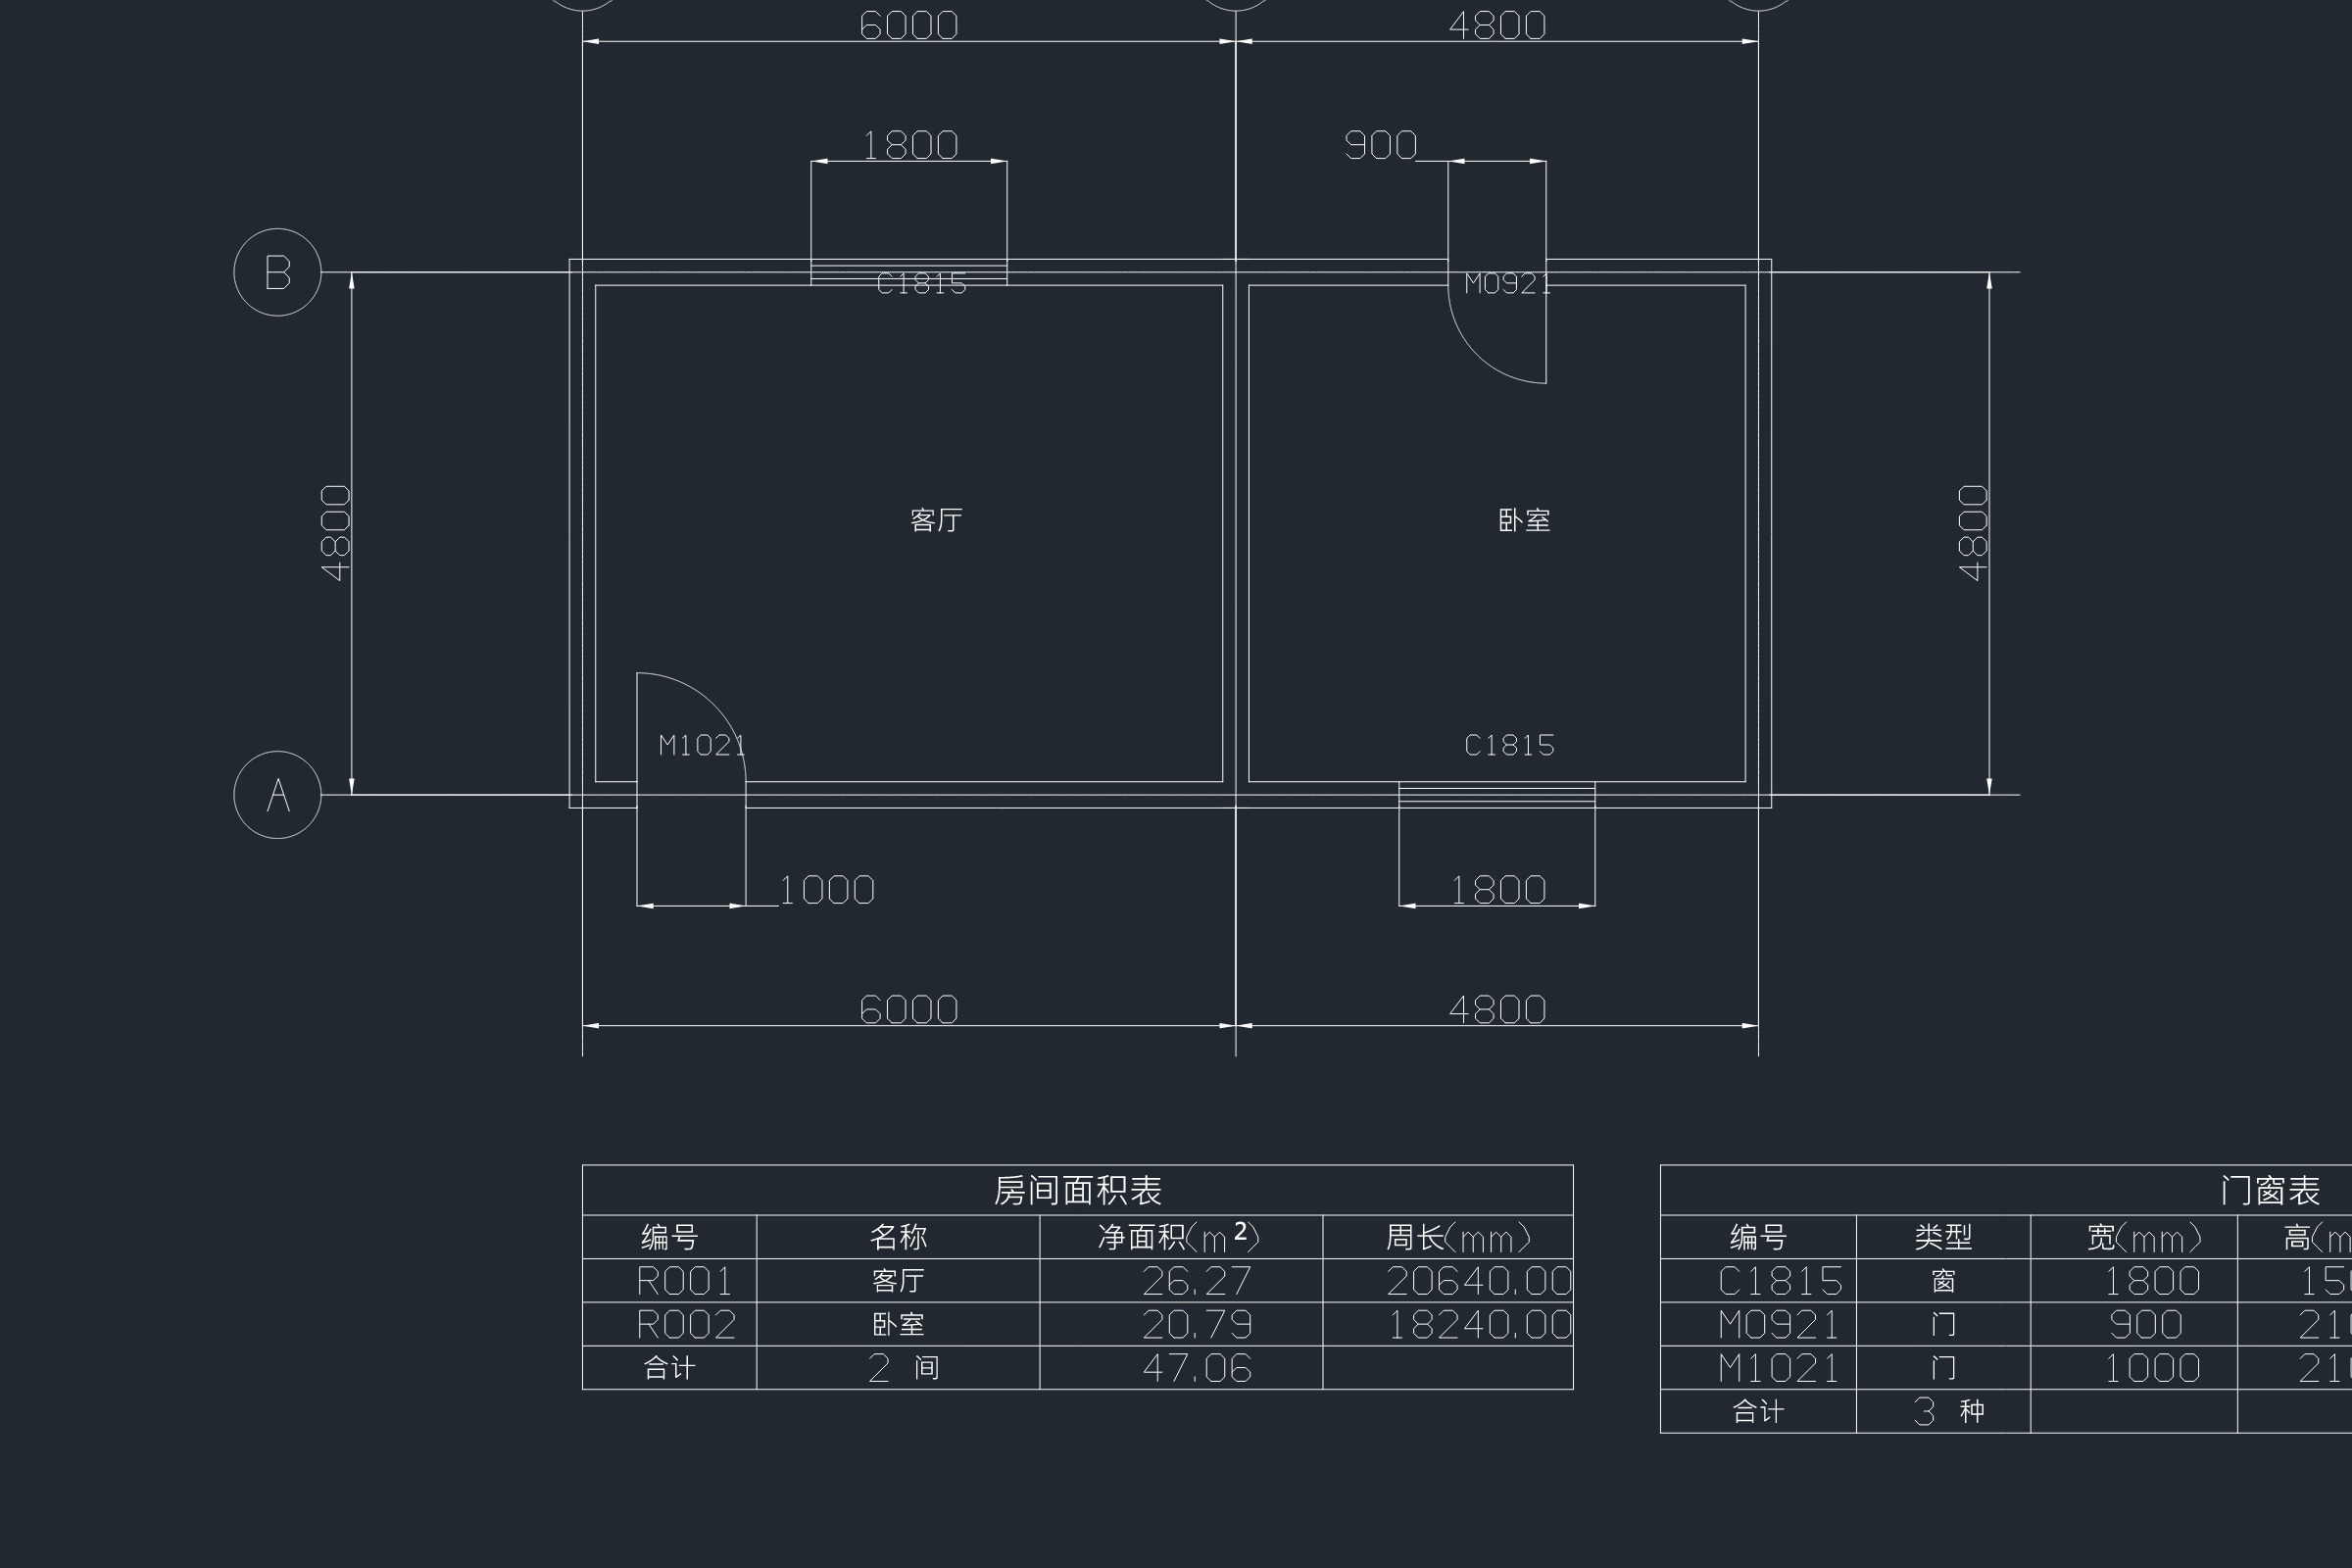 6000 4800
1800 900
B
C1815 M0921
4800 客厅 卧室 4800
M1021 C1815
A
1000 1800
6000 4800
房间面积表
编号 名称 净面积(m²) 周长(mm)
R001 客厅 26.27 20640.00
R002 卧室 20.79 18240.00
合计 2 间 47.06
门窗表
编号 类型 宽(mm) 高(m
C1815 窗 1800 150
M0921 门 900 210
M1021 门 1000 210
合计 3 种